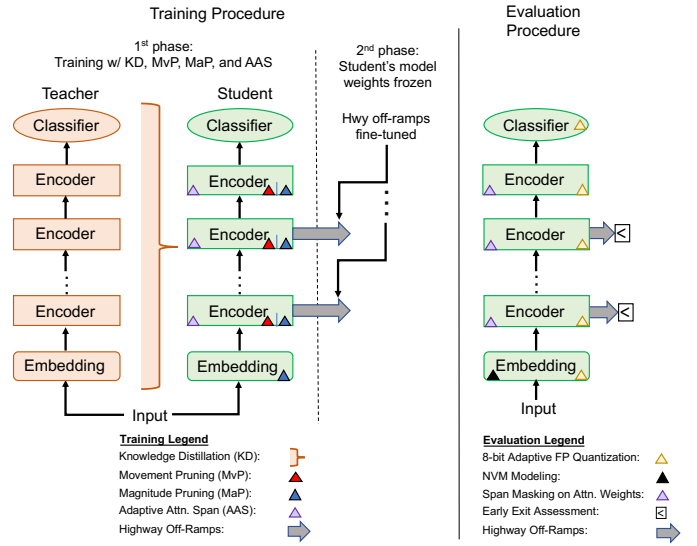 Training Procedure
1st phase:
Training w/ KD, MvP, MaP, and AAS
2nd phase:
Student's model
weights frozen
Teacher
Student
Hwy off-ramps
fine-tuned
Classifier
Classifier
Encoder
Encoder
Encoder
Encoder
Encoder
Encoder
Embedding
Embedding
Input
Training Legend
Knowledge Distillation (KD):
Movement Pruning (MvP):
Magnitude Pruning (MaP):
Adaptive Attn. Span (AAS):
Highway Off-Ramps:
Evaluation
Procedure
Classifier
Encoder
Encoder
<
Encoder
<
Embedding
Input
Evaluation Legend
8-bit Adaptive FP Quantization:
NVM Modeling:
Span Masking on Attn. Weights:
Early Exit Assessment:
<
Highway Off-Ramps: